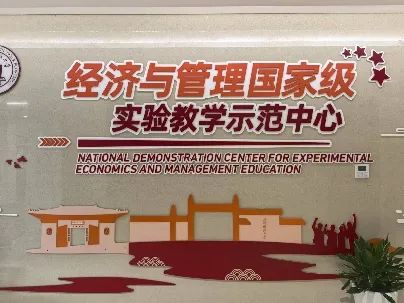 经济与管理国家级
实验教学示范中心
NATIONAL DEMONSTRATION CENTER FOR EXPERIMENTAL
ECONOMICS AND MANAGEMENT EDUCATION